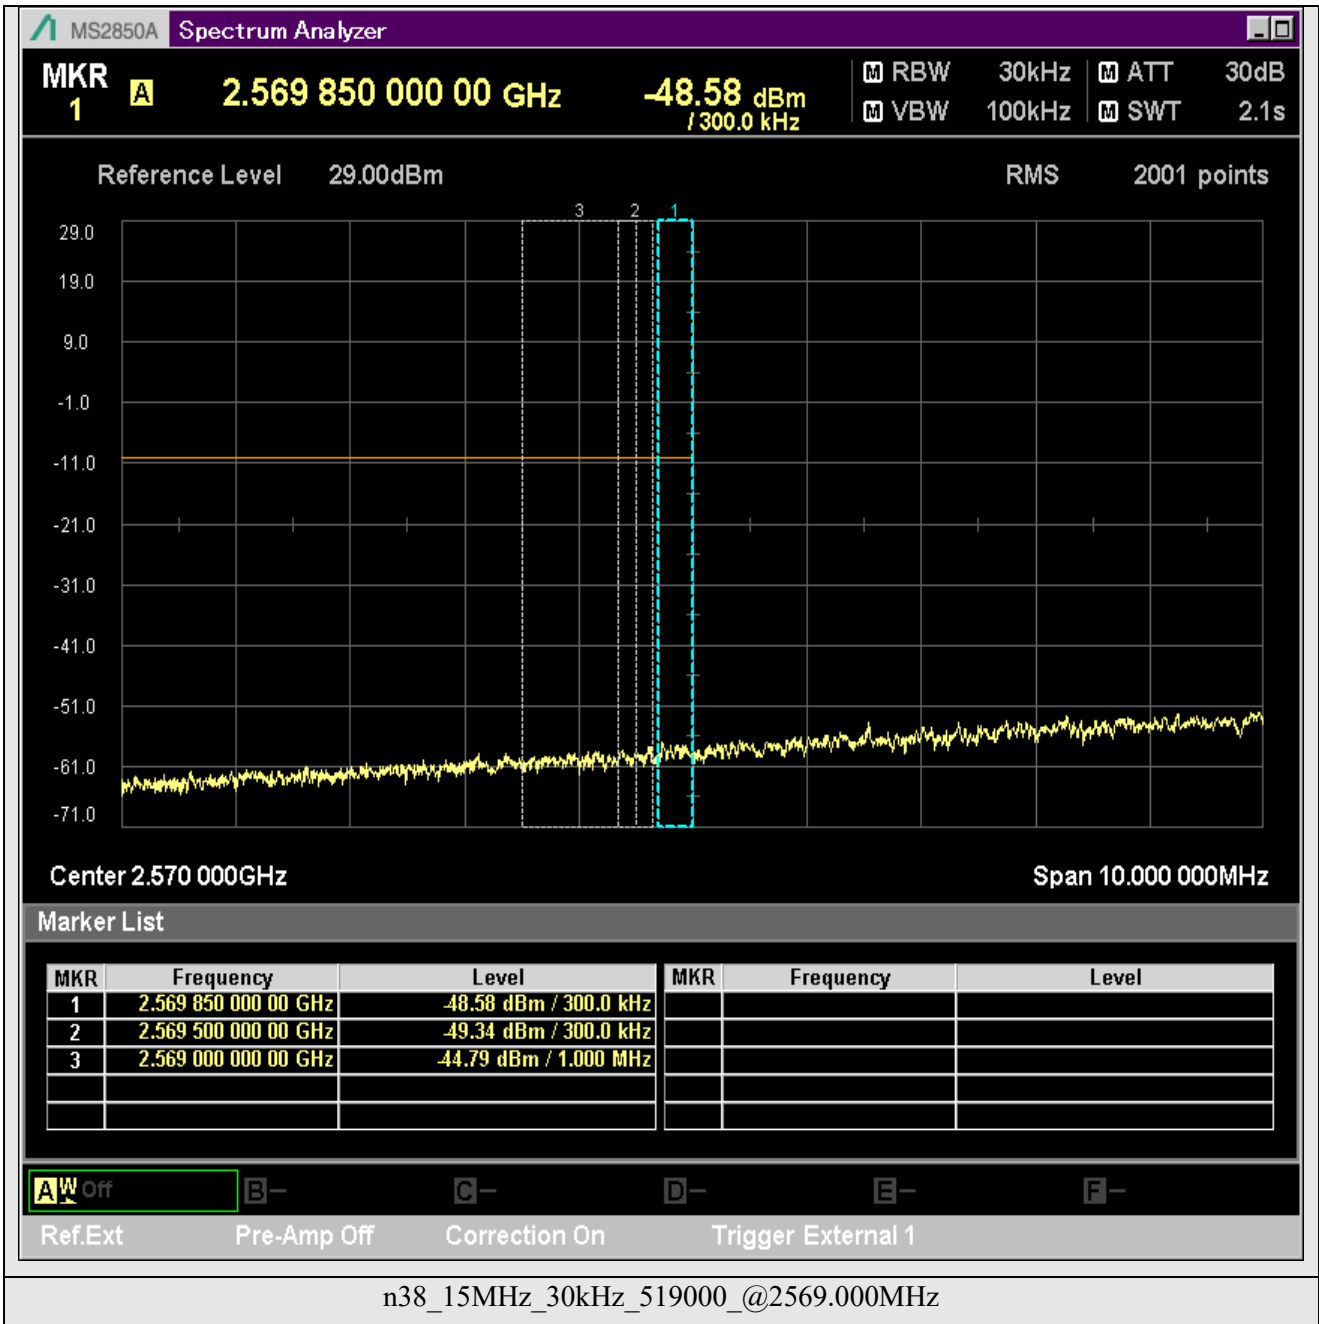 MS2850A Spectrum Analyzer
MKR 1 A 2.569 850 000 00 GHz -48.58 dBm / 300.0 kHz
M RBW 30kHz M ATT 30dB
M VBW 100kHz M SWT 2.1s
Reference Level 29.00dBm RMS 2001 points
3 2 1
29.0
19.0
9.0
-1.0
-11.0
-21.0
-31.0
-41.0
-51.0
-61.0
-71.0
Center 2.570 000GHz Span 10.000 000MHz
Marker List
MKR Frequency Level MKR Frequency Level
1 2.569 850 000 00 GHz -48.58 dBm / 300.0 kHz
2 2.569 500 000 00 GHz -49.34 dBm / 300.0 kHz
3 2.569 000 000 00 GHz -44.79 dBm / 1.000 MHz
A W Off B- C- D- E- F-
Ref.Ext Pre-Amp Off Correction On Trigger External 1
n38_15MHz_30kHz_519000_@2569.000MHz